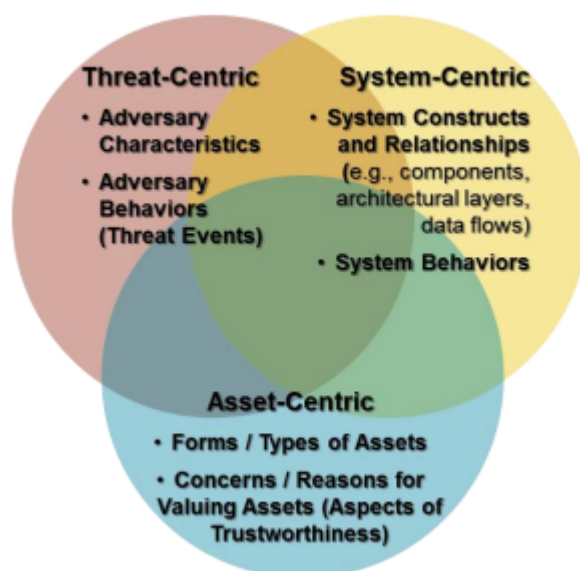 Threat-Centric
• Adversary
Characteristics
• Adversary
Behaviors
(Threat Events)
System-Centric
• System Constructs
and Relationships
(e.g., components,
architectural layers,
data flows)
• System Behaviors
Asset-Centric
• Forms / Types of Assets
• Concerns / Reasons for
Valuing Assets (Aspects of
Trustworthiness)